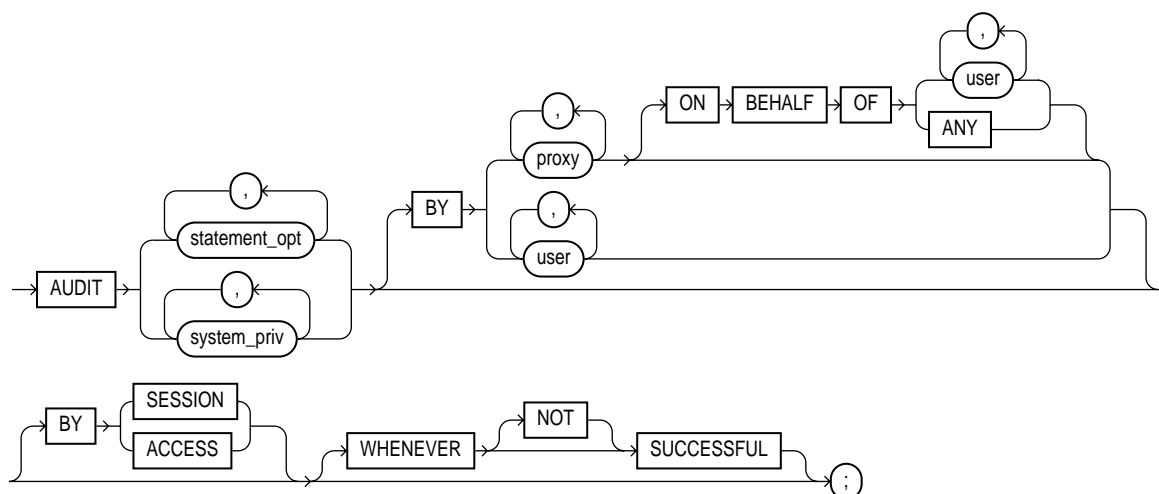 ,
user
ON BEHALF OF
ANY
,
proxy
BY
,
user
,
statement_opt
AUDIT
,
system_priv
SESSION
BY
ACCESS
NOT
WHENEVER SUCCESSFUL
;